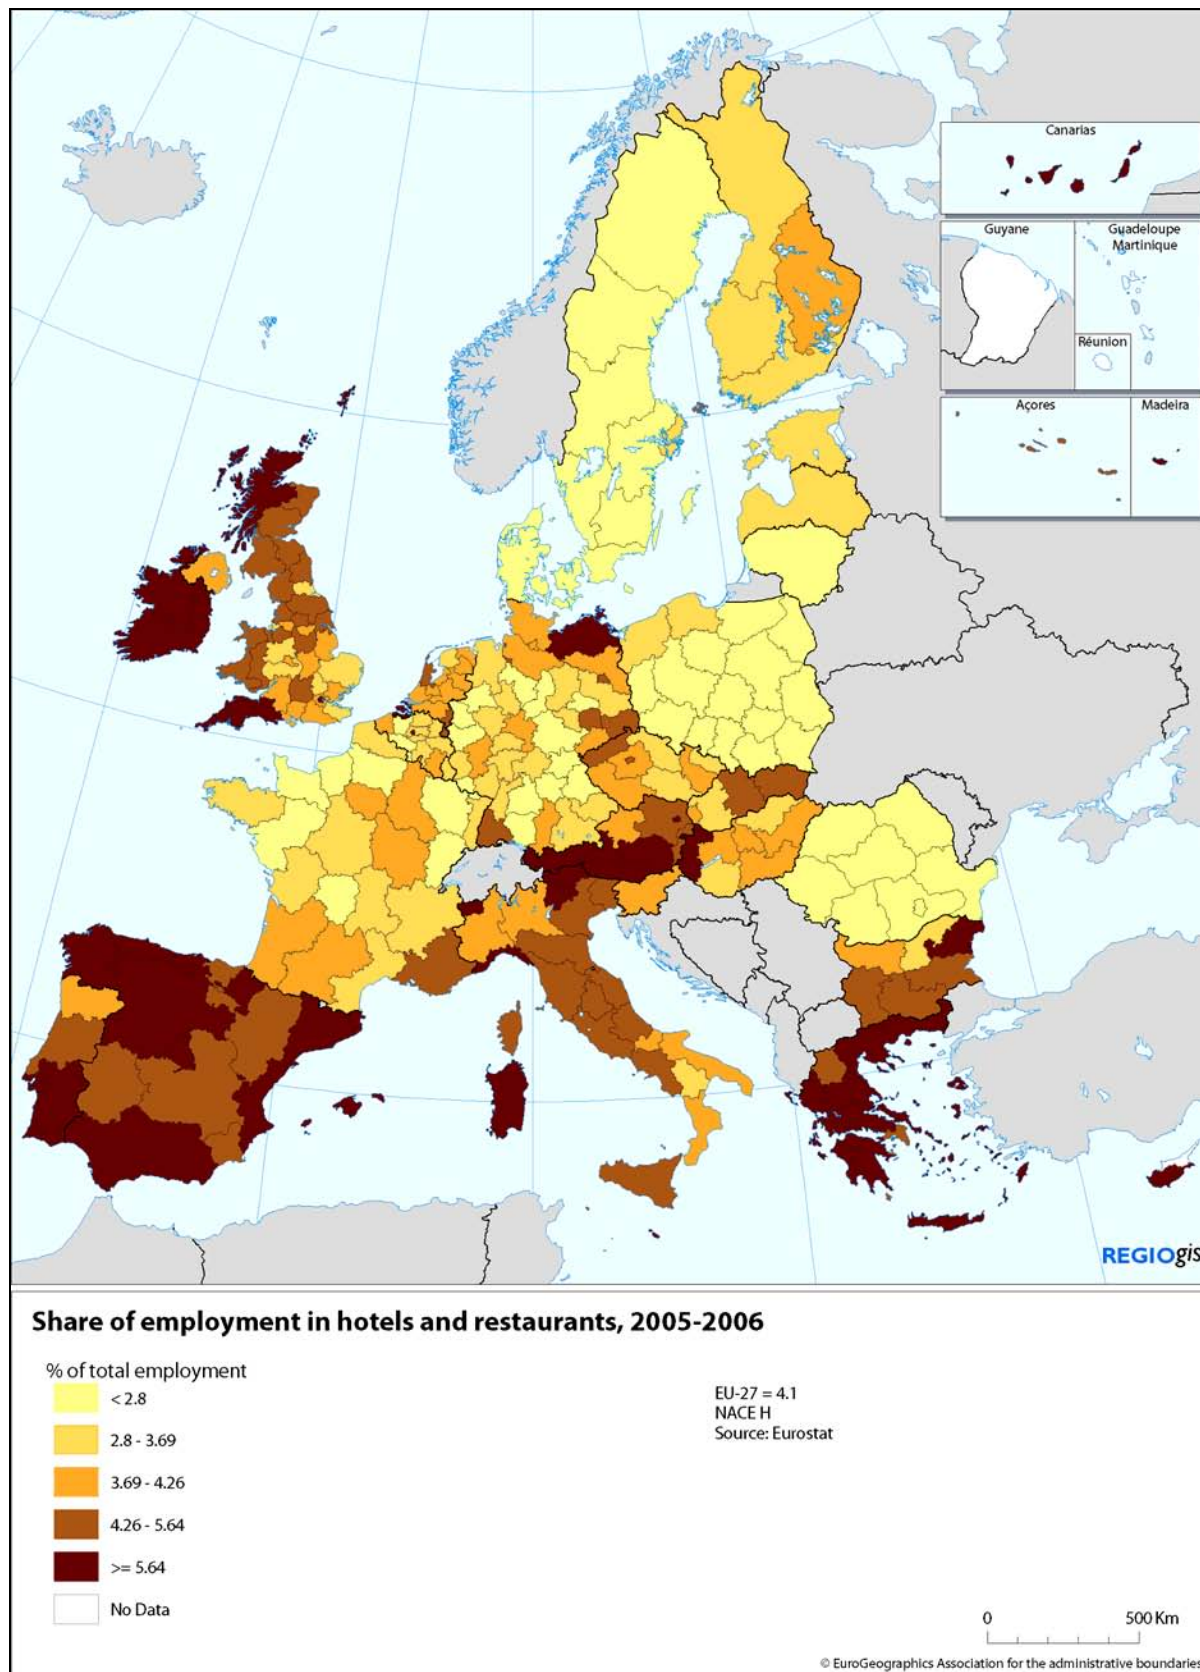 Canarias
Guyane
Guadeloupe
Martinique
Réunion
Açores
Madeira
REGIOgis
Share of employment in hotels and restaurants, 2005-2006
% of total employment
< 2.8
2.8 - 3.69
3.69 - 4.26
4.26 - 5.64
>= 5.64
No Data
EU-27 = 4.1
NACE H
Source: Eurostat
0 500 Km
© EuroGeographics Association for the administrative boundaries